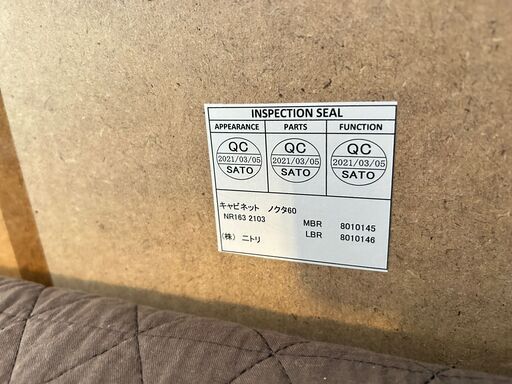 INSPECTION SEAL
APPEARANCE PARTS FUNCTION
QC QC QC
2021/03/05 2021/03/05 2021/03/05
SATO SATO SATO
キャビネット ノクタ60
NR163 2103
MBR 8010145
(株) ニトリ LBR 8010146